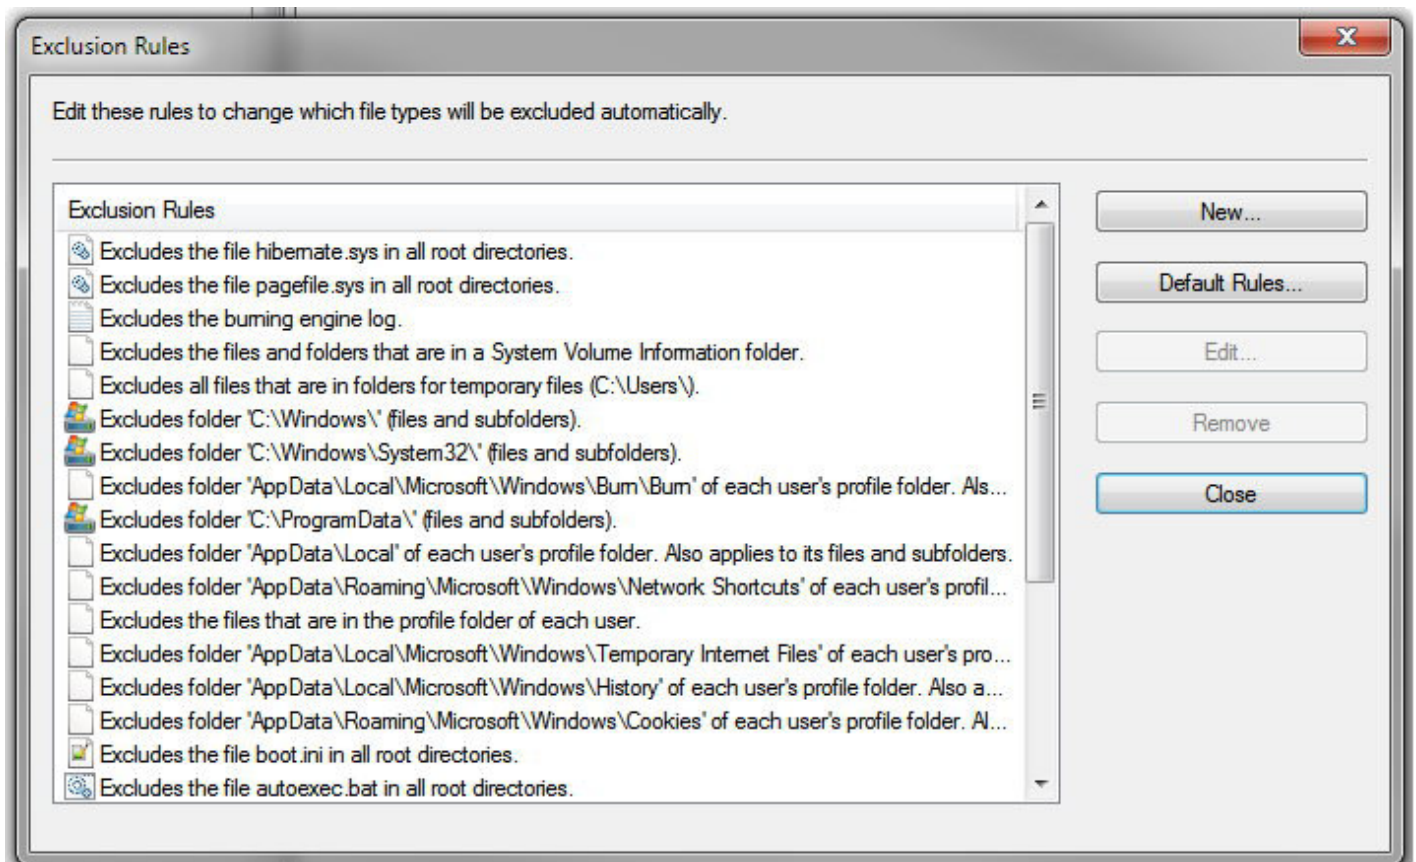 Exclusion Rules
Edit these rules to change which file types will be excluded automatically.
Exclusion Rules
Excludes the file hibernate.sys in all root directories.
Excludes the file pagefile.sys in all root directories.
Excludes the burning engine log.
Excludes the files and folders that are in a System Volume Information folder.
Excludes all files that are in folders for temporary files (C:\Users\).
Excludes folder 'C:\Windows\' (files and subfolders).
Excludes folder 'C:\Windows\System32\' (files and subfolders).
Excludes folder 'AppData\Local\Microsoft\Windows\Burn\Burn' of each user's profile folder. Als...
Excludes folder 'C:\ProgramData\' (files and subfolders).
Excludes folder 'AppData\Local' of each user's profile folder. Also applies to its files and subfolders.
Excludes folder 'AppData\Roaming\Microsoft\Windows\Network Shortcuts' of each user's profil...
Excludes the files that are in the profile folder of each user.
Excludes folder 'AppData\Local\Microsoft\Windows\Temporary Internet Files' of each user's pro...
Excludes folder 'AppData\Local\Microsoft\Windows\History' of each user's profile folder. Also a...
Excludes folder 'AppData\Roaming\Microsoft\Windows\Cookies' of each user's profile folder. Al...
Excludes the file boot.ini in all root directories.
Excludes the file autoexec.bat in all root directories.
New...
Default Rules...
Edit...
Remove
Close